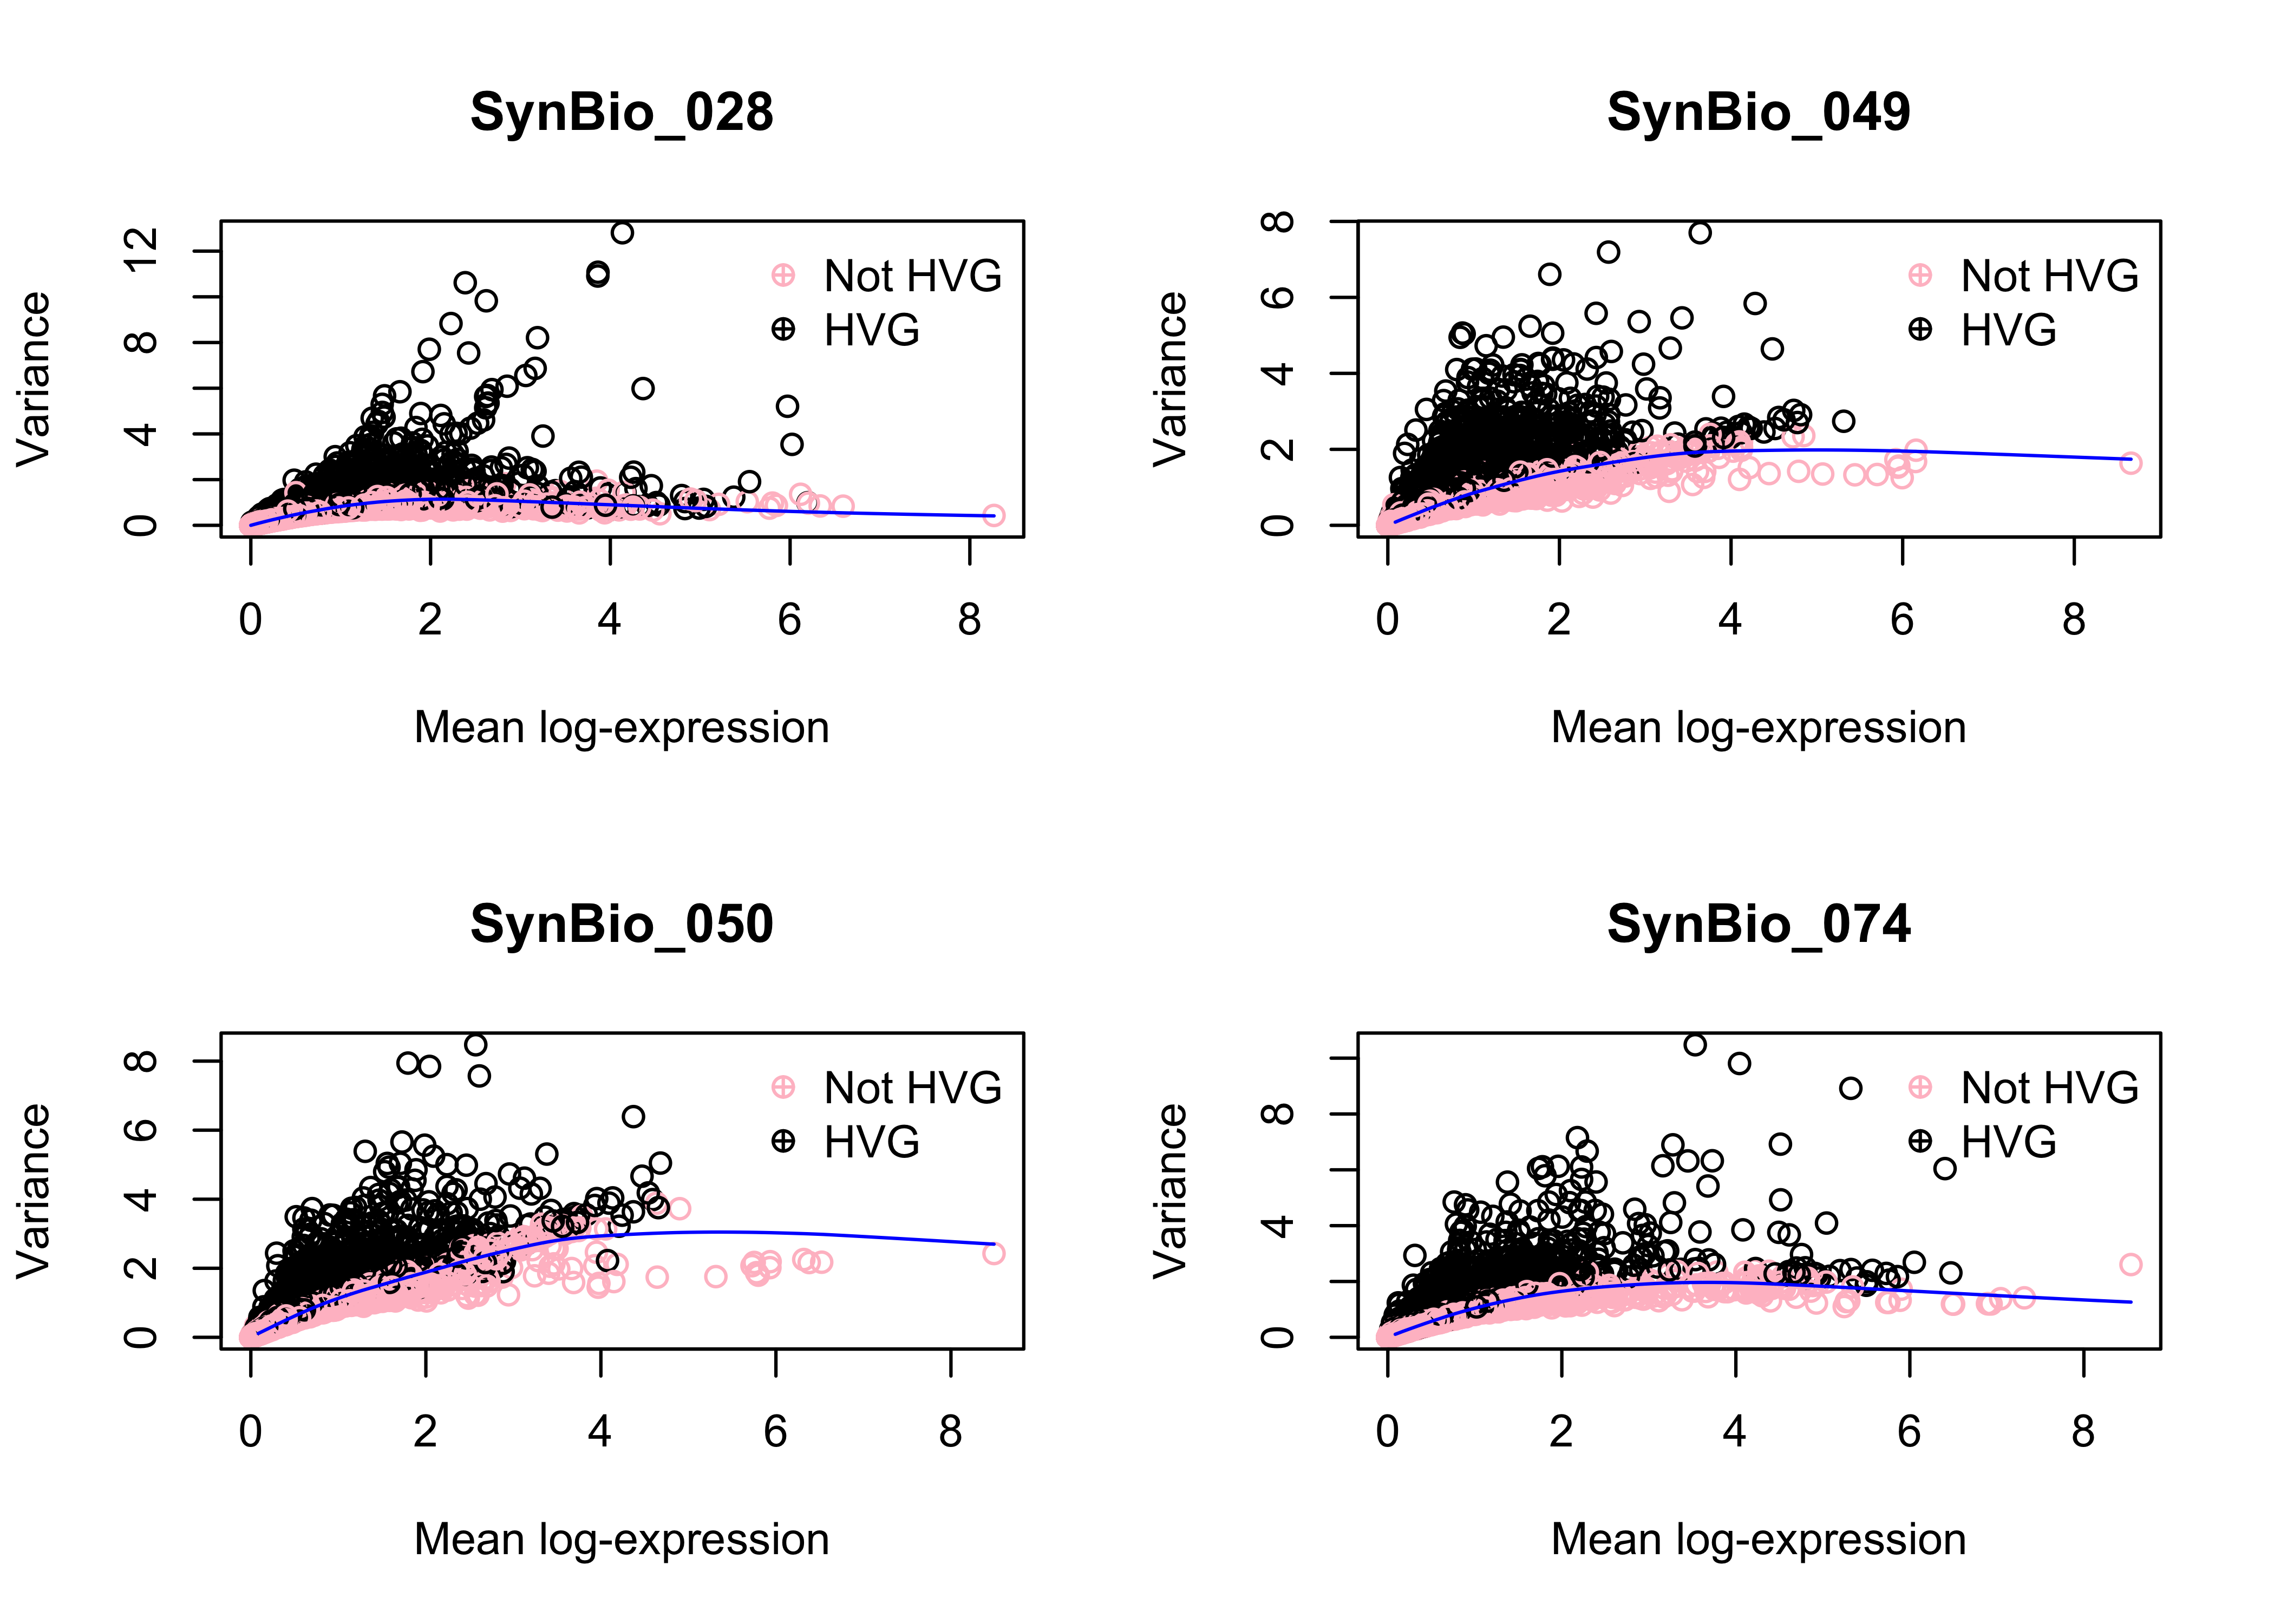 SynBio_028
12
8
4
0
Variance
Not HVG
HVG
0 2 4 6 8
Mean log-expression
SynBio_049
8
6
4
2
0
Variance
Not HVG
HVG
0 2 4 6 8
Mean log-expression
SynBio_050
8
6
4
2
0
Variance
Not HVG
HVG
0 2 4 6 8
Mean log-expression
SynBio_074
8
4
0
Variance
Not HVG
HVG
0 2 4 6 8
Mean log-expression